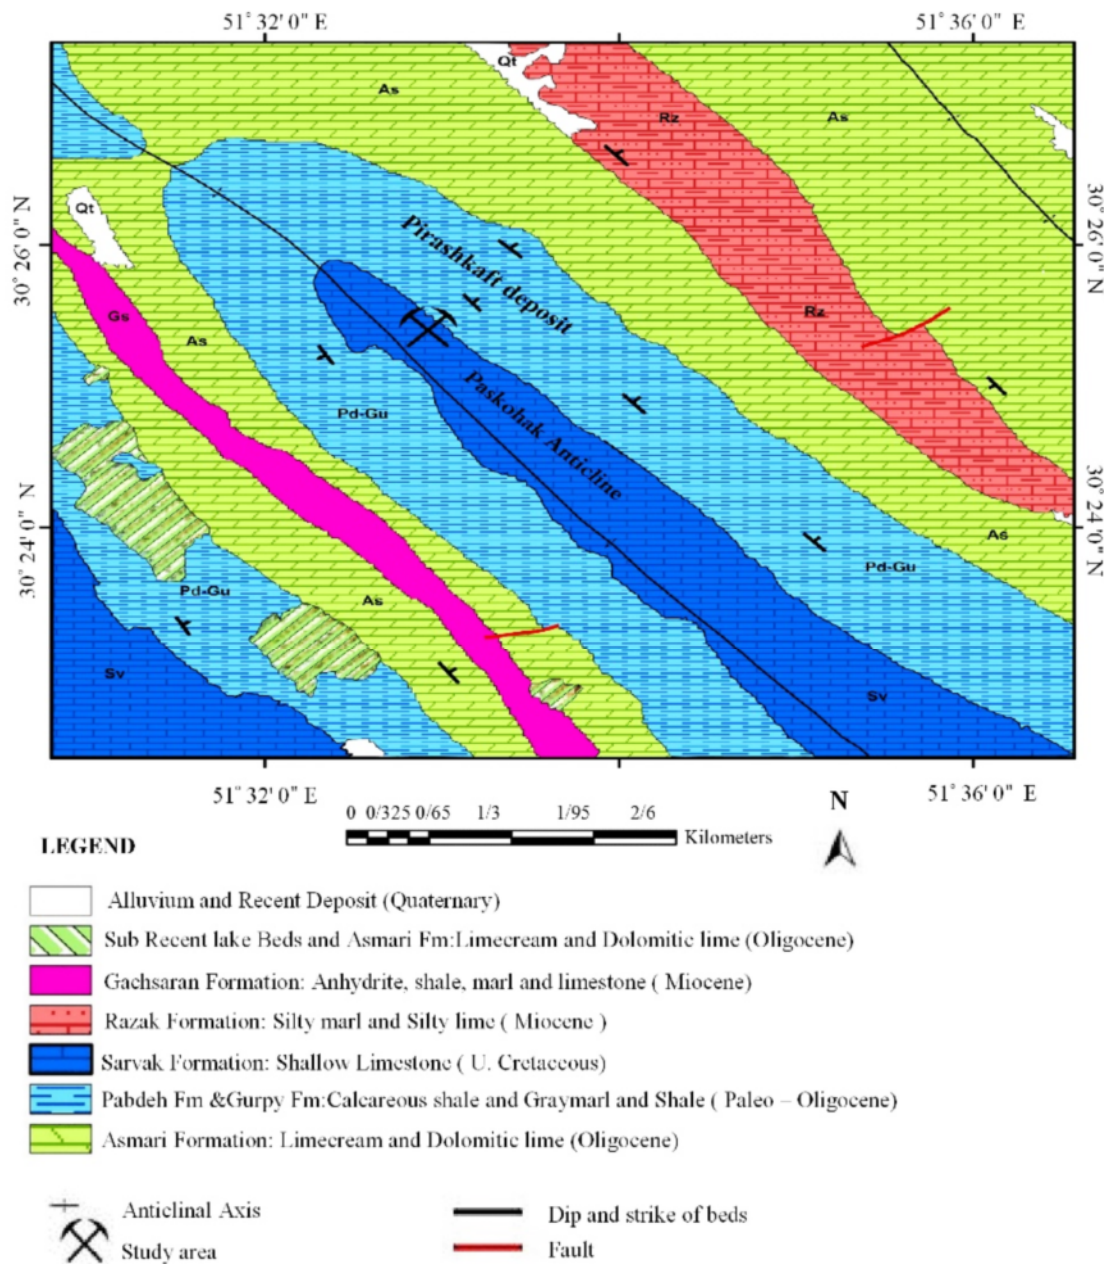 51° 32' 0" E
51° 36' 0" E
Qt
As
Rz
As
30° 26' 0" N
30° 26' 0" N
Qt
Pirashkaft deposit
Gs
As
Rz
Pd-Gu
Paskohak Anticline
30° 24' 0" N
30° 24' 0" N
As
Pd-Gu
Pd-Gu
As
Sv
Sv
51° 32' 0" E
51° 36' 0" E
0 0/325 0/65 1/3 1/95 2/6
Kilometers
N
LEGEND
Alluvium and Recent Deposit (Quaternary)
Sub Recent lake Beds and Asmari Fm:Limecream and Dolomitic lime (Oligocene)
Gachsaran Formation: Anhydrite, shale, marl and limestone ( Miocene)
Razak Formation: Silty marl and Silty lime ( Miocene )
Sarvak Formation: Shallow Limestone ( U. Cretaceous)
Pabdeh Fm &Gurpy Fm:Calcareous shale and Graymarl and Shale ( Paleo – Oligocene)
Asmari Formation: Limecream and Dolomitic lime (Oligocene)
Anticlinal Axis
Study area
Dip and strike of beds
Fault